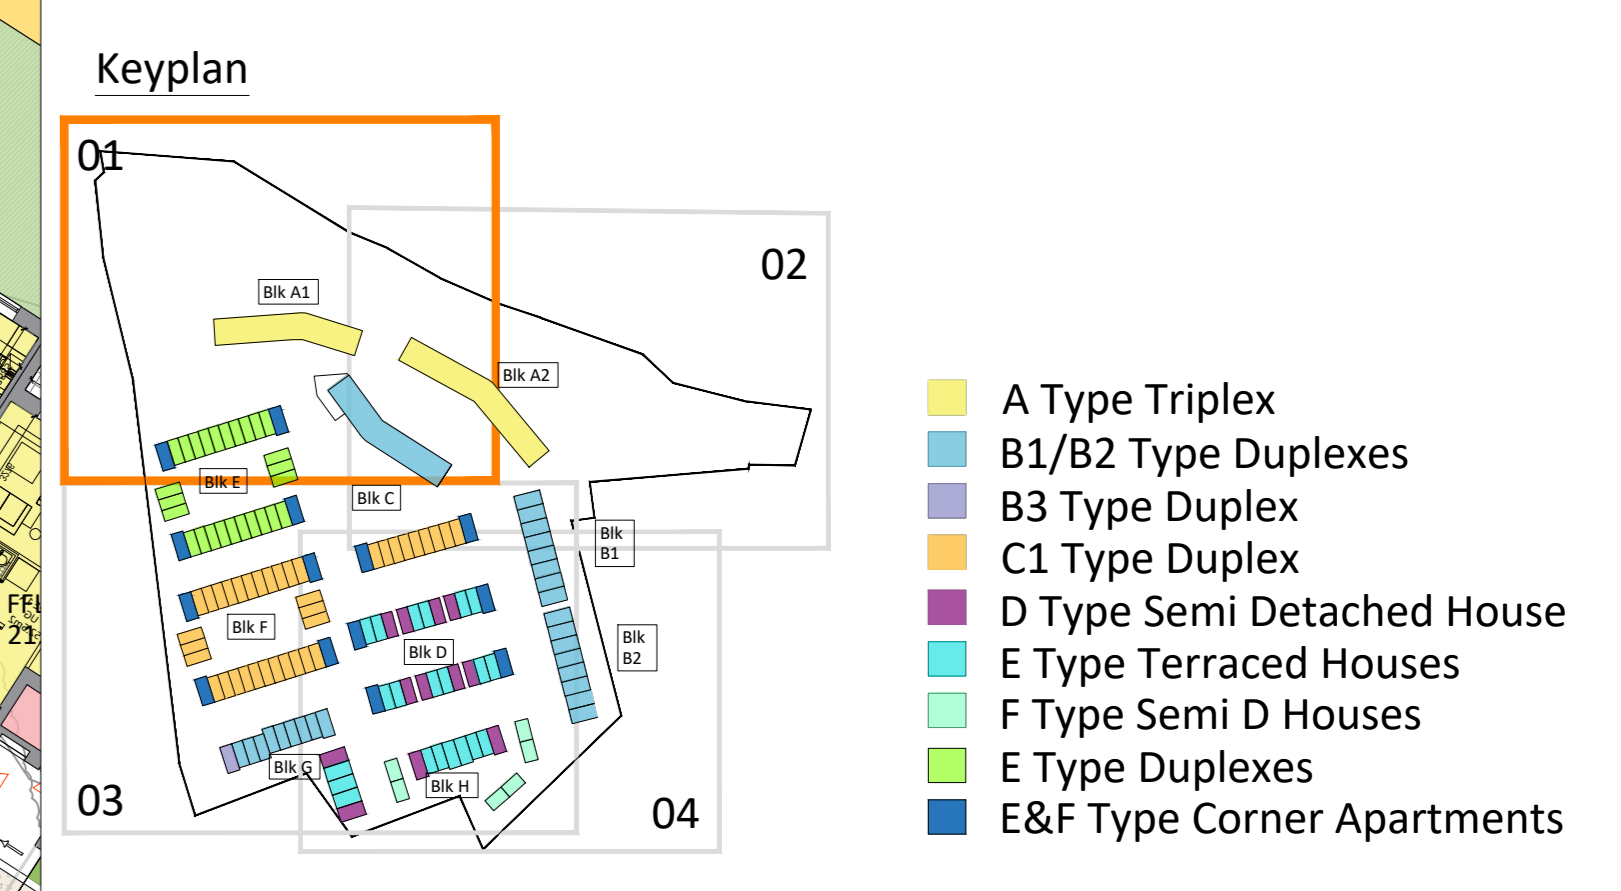 Keyplan
01
02
Blk A1
Blk A2
Blk E
Blk C
Blk
B1
Blk F
Blk D
Blk
B2
Blk G
Blk H
03
04
A Type Triplex
B1/B2 Type Duplexes
B3 Type Duplex
C1 Type Duplex
D Type Semi Detached House
E Type Terraced Houses
F Type Semi D Houses
E Type Duplexes
E&F Type Corner Apartments